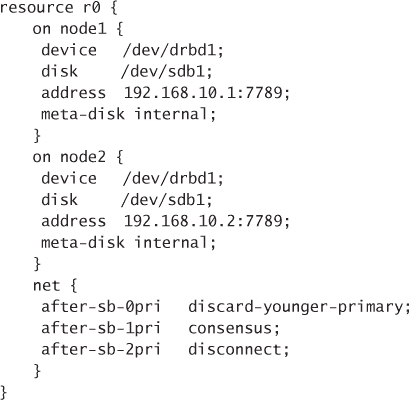 resource r0 {
on node1 {
device /dev/drbd1;
disk /dev/sdb1;
address 192.168.10.1:7789;
meta-disk internal;
}
on node2 {
device /dev/drbd1;
disk /dev/sdb1;
address 192.168.10.2:7789;
meta-disk internal;
}
net {
after-sb-0pri discard-younger-primary;
after-sb-1pri consensus;
after-sb-2pri disconnect;
}
}